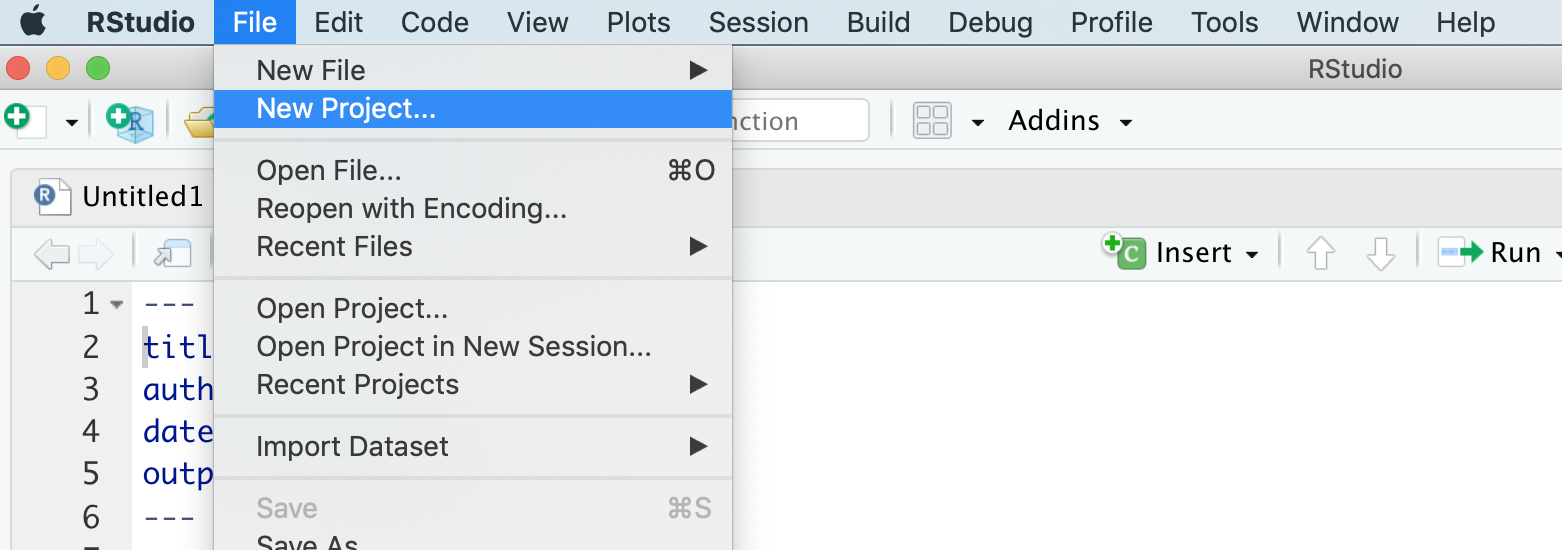 RStudio File Edit Code View Plots Session Build Debug Profile Tools Window Help
RStudio
New File
New Project...
nction
Addins
Open File... ⌘O
Untitled1
Reopen with Encoding...
Recent Files
Insert Run
Open Project...
Open Project in New Session...
Recent Projects
Import Dataset
Save ⌘S
Save As
1 ---
2 titl
3 auth
4 date
5 outp
6 ---